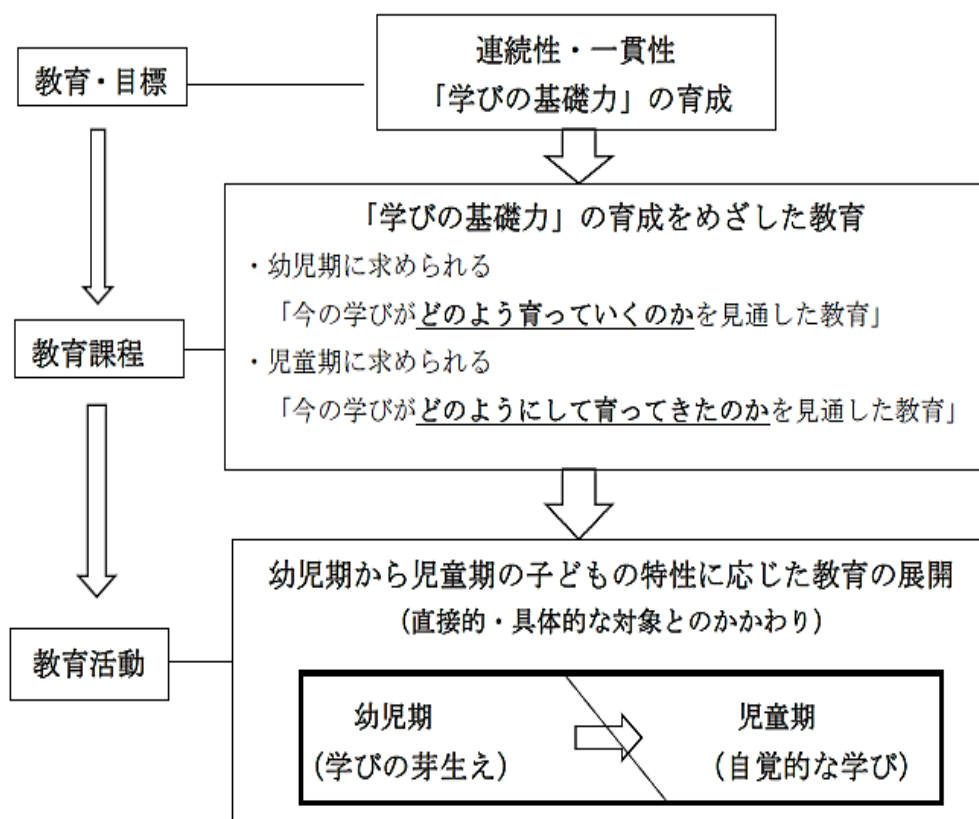 教育・目標
連続性・一貫性
「学びの基礎力」の育成
「学びの基礎力」の育成をめざした教育
・幼児期に求められる
「今の学びがどのよう育っていくのかを見通した教育」
教育課程
・児童期に求められる
「今の学びがどのようにして育ってきたのかを見通した教育」
幼児期から児童期の子どもの特性に応じた教育の展開
(直接的・具体的な対象とのかかわり)
教育活動
幼児期
(学びの芽生え)
児童期
(自覚的な学び)